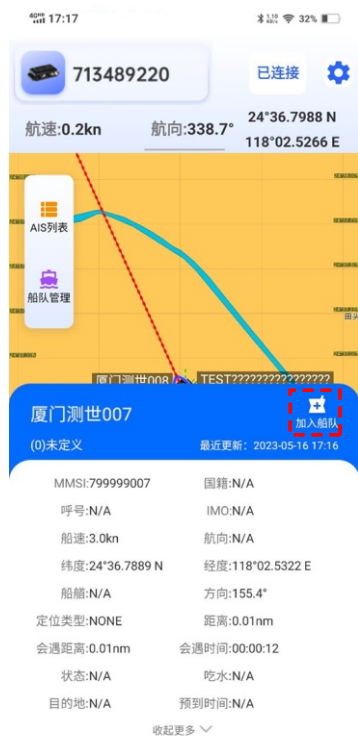 17:17
32%
713489220
已连接
航速:0.2kn 航向:338.7° 24°36.7988 N
118°02.5266 E
AIS列表
船队管理
厦门测世008 TEST????????????????
厦门测世007
加入船队
(0)未定义 最近更新: 2023-05-16 17:16
MMSI:799999007 国籍:N/A
呼号:N/A IMO:N/A
船速:3.0kn 航向:N/A
纬度:24°36.7889 N 经度:118°02.5322 E
船艏:N/A 方向:155.4°
定位类型:NONE 距离:0.01nm
会遇距离:0.01nm 会遇时间:00:00:12
状态:N/A 吃水:N/A
目的地:N/A 预到时间:N/A
收起更多